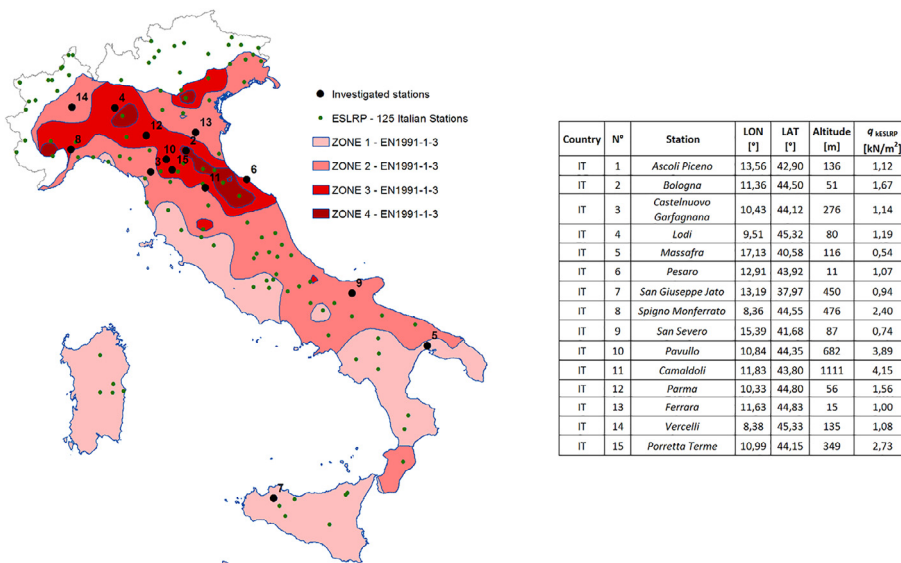 14
4
13
12
2
8
10
15
3
6
11
9
5
7
Investigated stations
ESLRP - 125 Italian Stations
ZONE 1 - EN1991-1-3
ZONE 2 - EN1991-1-3
ZONE 3 - EN1991-1-3
ZONE 4 - EN1991-1-3
Country N° Station LON [°] LAT [°] Altitude [m] q kESLRP [kN/m²]
IT 1 Ascoli Piceno 13,56 42,90 136 1,12
IT 2 Bologna 11,36 44,50 51 1,67
IT 3 Castelnuovo Garfagnana 10,43 44,12 276 1,14
IT 4 Lodi 9,51 45,32 80 1,19
IT 5 Massafra 17,13 40,58 116 0,54
IT 6 Pesaro 12,91 43,92 11 1,07
IT 7 San Giuseppe Jato 13,19 37,97 450 0,94
IT 8 Spigno Monferrato 8,36 44,55 476 2,40
IT 9 San Severo 15,39 41,68 87 0,74
IT 10 Pavullo 10,84 44,35 682 3,89
IT 11 Camaldoli 11,83 43,80 1111 4,15
IT 12 Parma 10,33 44,80 56 1,56
IT 13 Ferrara 11,63 44,83 15 1,00
IT 14 Vercelli 8,38 45,33 135 1,08
IT 15 Porretta Terme 10,99 44,15 349 2,73